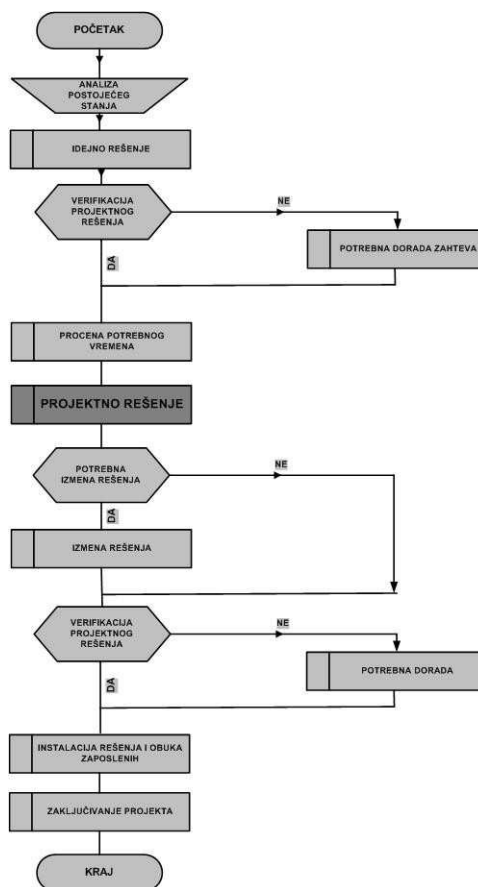 POČETAK
ANALIZA
POSTOJEĆEG
STANJA
IDEJNO REŠENJE
VERIFIKACIJA
PROJEKTNOG
REŠENJA
NE
POTREBNA DORADA ZAHTEVA
DA
PROCENA POTREBNOG
VREMENA
PROJEKTNO REŠENJE
POTREBNA
IZMENA REŠENJA
NE
DA
IZMENA REŠENJA
VERIFIKACIJA
PROJEKTNOG
REŠENJA
NE
POTREBNA DORADA
DA
INSTALACIJA REŠENJA I OBUKA
ZAPOSLENIH
ZAKLJUČIVANJE PROJEKTA
KRAJ